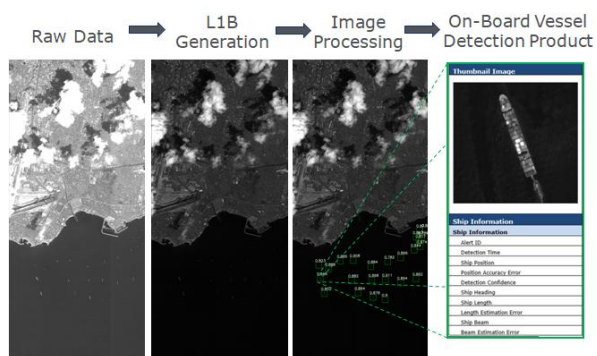 Raw Data
L1B
Generation
Image
Processing
On-Board Vessel
Detection Product
Thumbnail Image
Ship Information
Ship Information
Alert ID
Detection Time
Ship Position
Position Accuracy Error
Detection Confidence
Ship Heading
Ship Length
Length Estimation Error
Ship Beam
Beam Estimation Error